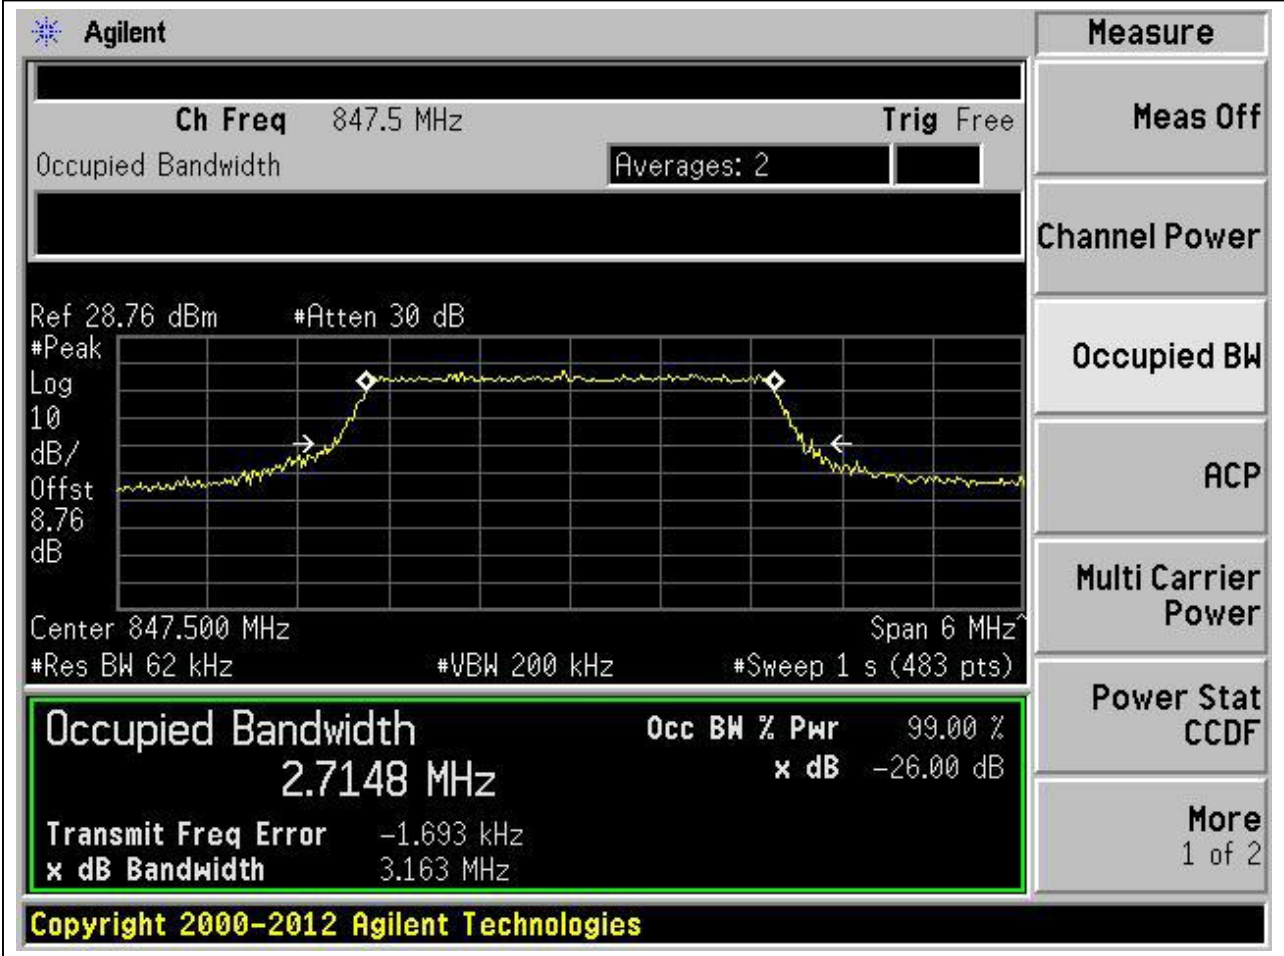 Agilent
Measure
Ch Freq 847.5 MHz Trig Free
Occupied Bandwidth Averages: 2
Meas Off
Channel Power
Occupied BW
ACP
Multi Carrier
Power
Power Stat
CCDF
More
1 of 2
Ref 28.76 dBm #Atten 30 dB
#Peak
Log
10
dB/
Offst
8.76
dB
Center 847.500 MHz Span 6 MHz^
#Res BW 62 kHz #VBW 200 kHz #Sweep 1 s (483 pts)
Occupied Bandwidth Occ BW % Pwr 99.00 %
2.7148 MHz x dB -26.00 dB
Transmit Freq Error -1.693 kHz
x dB Bandwidth 3.163 MHz
Copyright 2000-2012 Agilent Technologies